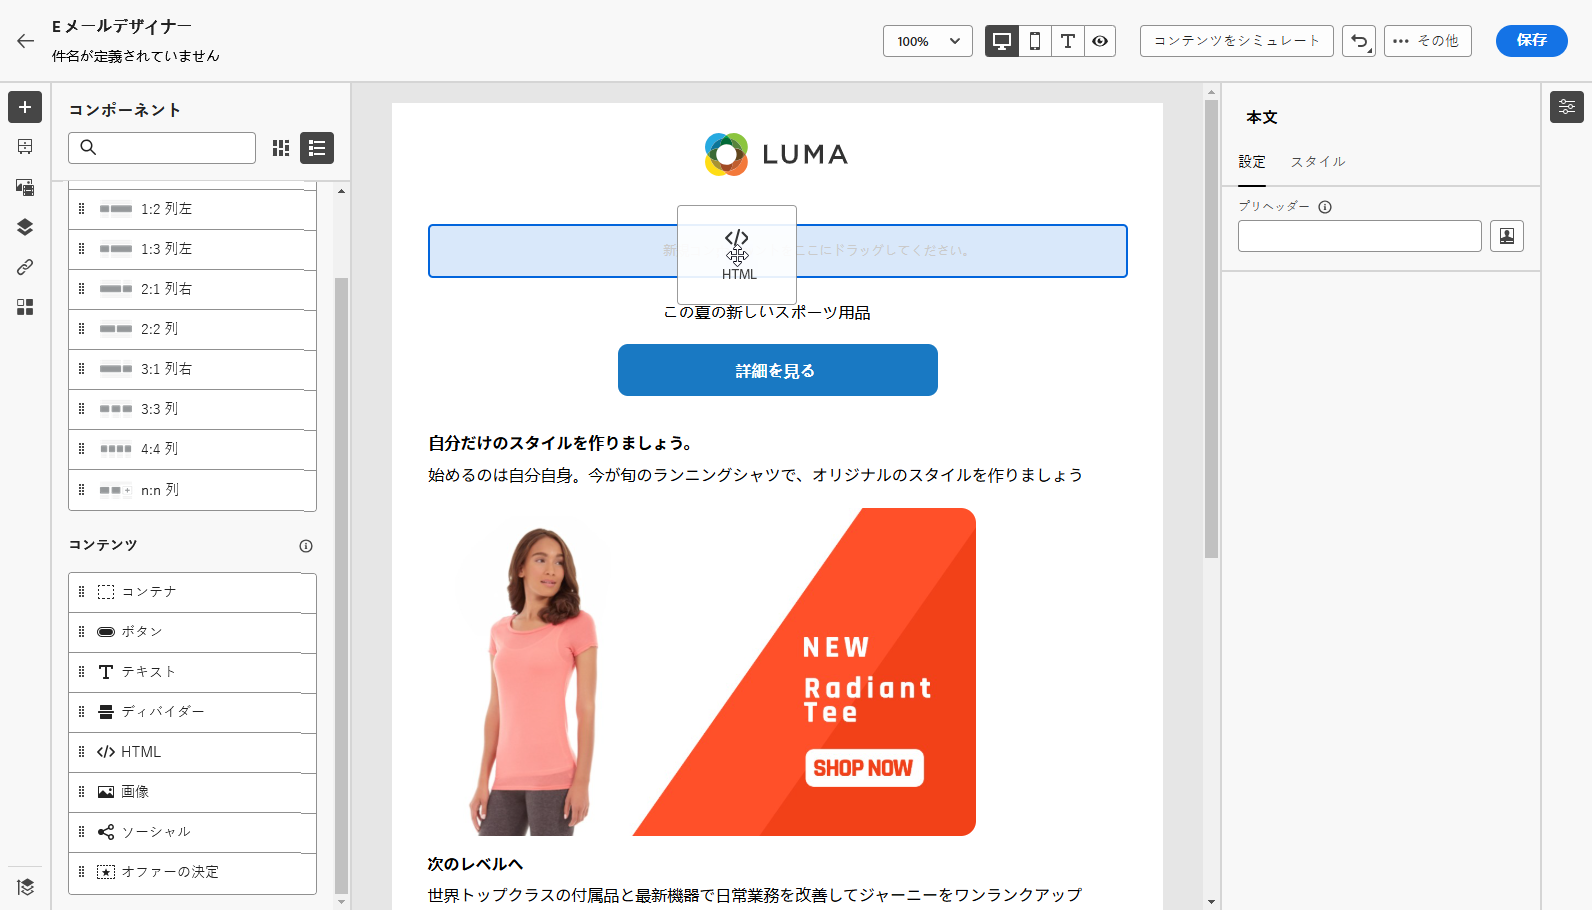 E メールデザイナー
件名が定義されていません
100%
コンテンツをシミュレート
その他
保存
コンポーネント
1:2 列左
1:3 列左
2:1 列右
2:2 列
3:1 列右
3:3 列
4:4 列
n:n 列
コンテンツ
コンテナ
ボタン
テキスト
ディバイダー
HTML
画像
ソーシャル
オファーの決定
LUMA
新 ここにドラッグしてください。
HTML
この夏の新しいスポーツ用品
詳細を見る
自分だけのスタイルを作りましょう。
始めるのは自分自身。今が旬のランニングシャツで、オリジナルのスタイルを作りましょう
NEW
Radiant
Tee
SHOP NOW
次のレベルへ
世界トップクラスの付属品と最新機器で日常業務を改善してジャーニーをワンランクアップ
本文
設定
スタイル
プリヘッダー